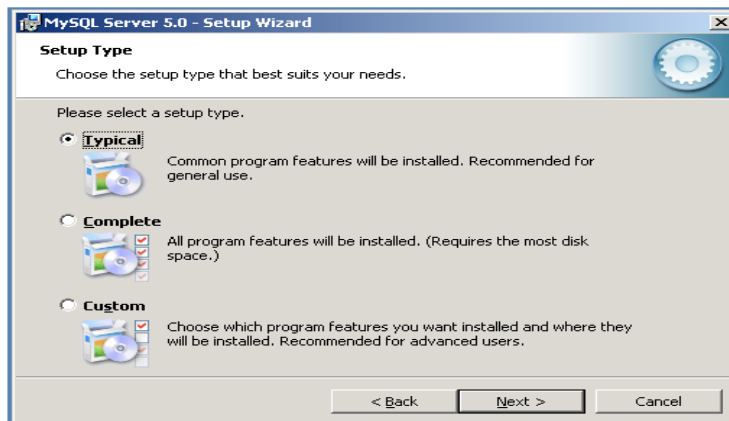 MySQL Server 5.0 - Setup Wizard
Setup Type
Choose the setup type that best suits your needs.
Please select a setup type.
Typical
Common program features will be installed. Recommended for
general use.
Complete
All program features will be installed. (Requires the most disk
space.)
Custom
Choose which program features you want installed and where they
will be installed. Recommended for advanced users.
< Back
Next >
Cancel